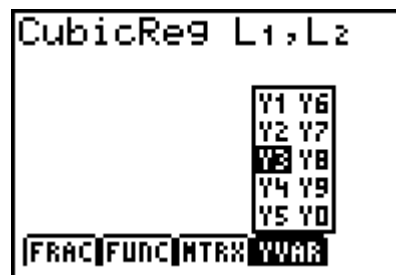 CubicReg L1,L2
Y1 Y6
Y2 Y7
Y3 Y8
Y4 Y9
Y5 Y0
FRAC FUNC MTRX YVAR